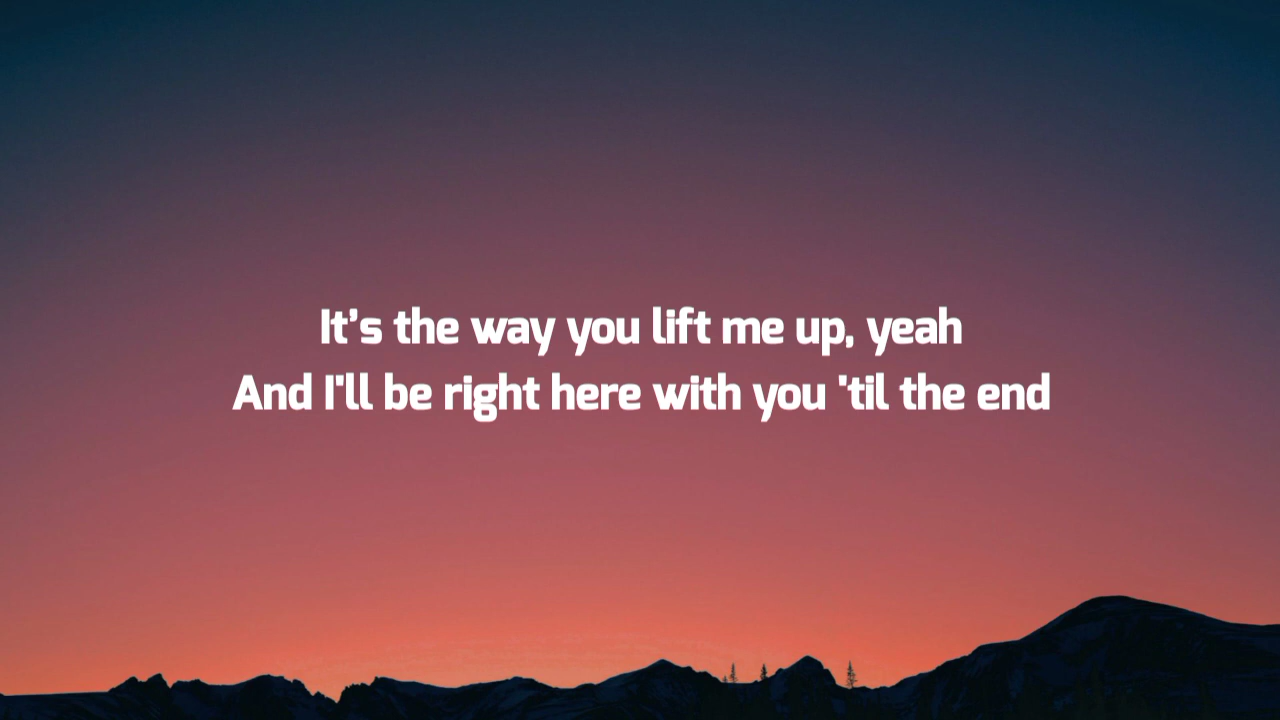 It’s the way you lift me up, yeah
And I'll be right here with you 'til the end